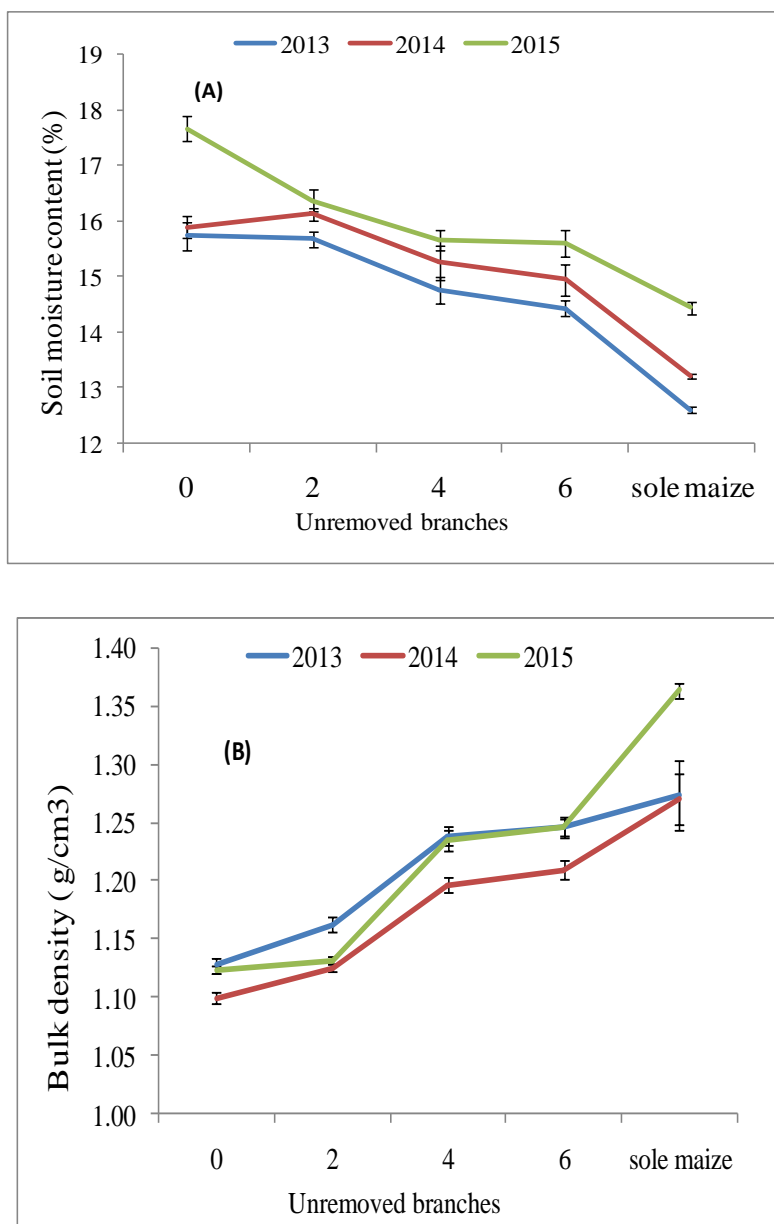 2013 2014 2015
(A)
19
18
17
16
15
14
13
12
Soil moisture content (%)
0 2 4 6 sole maize
Unremoved branches
2013 2014 2015
(B)
1.40
1.35
1.30
1.25
1.20
1.15
1.10
1.05
1.00
Bulk density ( g/cm3)
0 2 4 6 sole maize
Unremoved branches